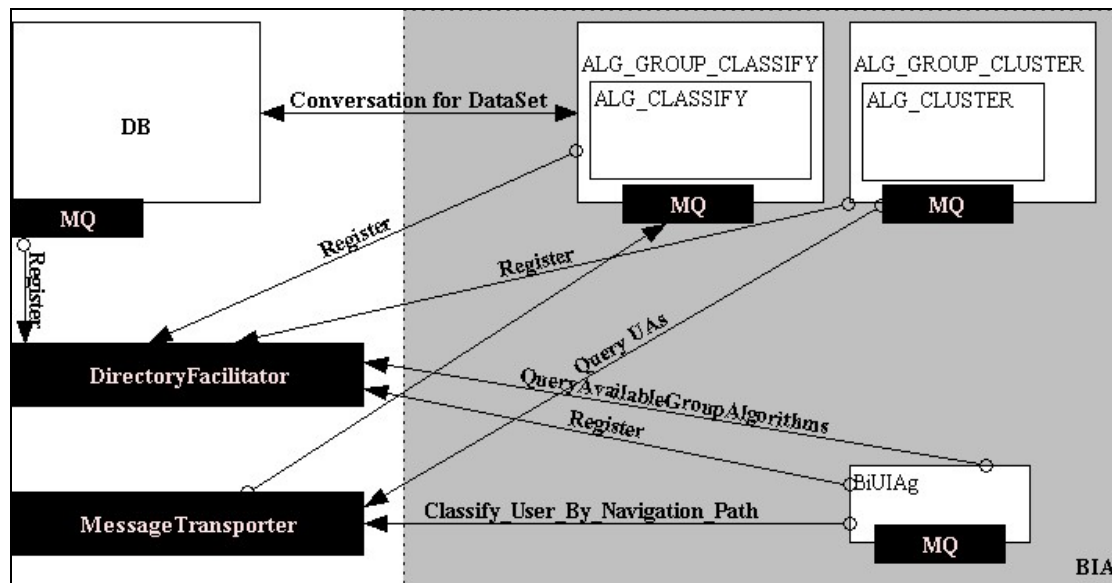 ALG_GROUP_CLASSIFY
ALG_GROUP_CLUSTER
Conversation for DataSet
ALG_CLASSIFY
ALG_CLUSTER
DB
MQ
MQ
MQ
Register
Register
Register
Query UAs
DirectoryFacilitator
QueryAvailableGroupAlgorithms
Register
BiUIAg
Classify_User_By_Navigation_Path
MessageTransporter
MQ
BIA